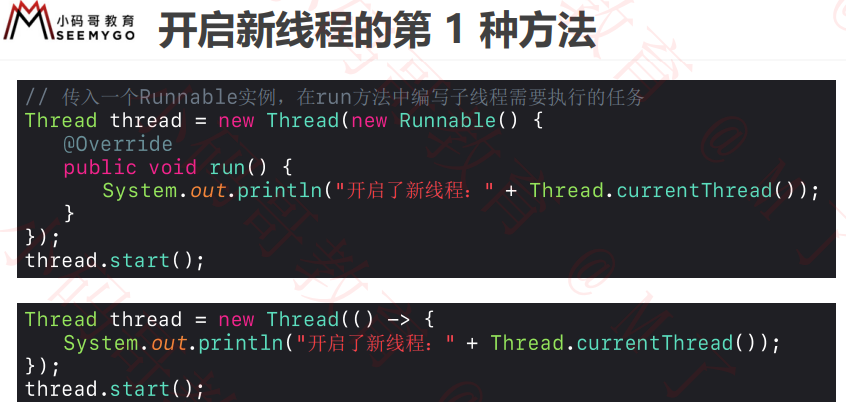 小码哥教育
SEEMYGO
开启新线程的第 1 种方法
// 传入一个Runnable实例，在run方法中编写子线程需要执行的任务
Thread thread = new Thread(new Runnable() {
@Override
public void run() {
System.out.println("开启了新线程：" + Thread.currentThread());
}
});
thread.start();
Thread thread = new Thread(() -> {
System.out.println("开启了新线程：" + Thread.currentThread());
});
thread.start();